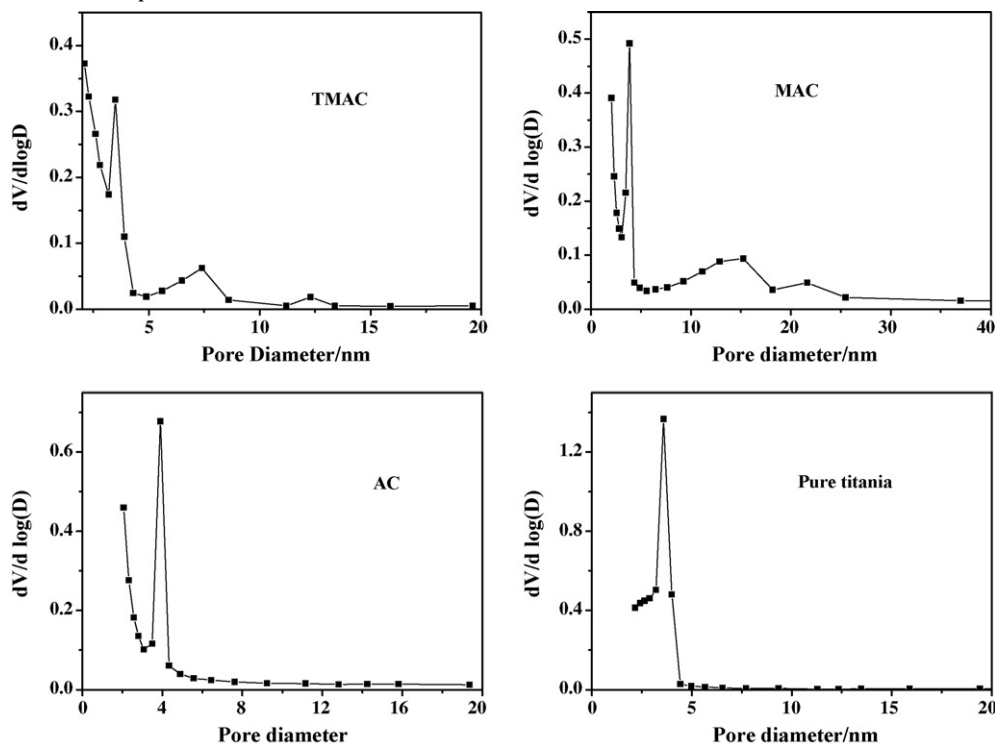 0.4
0.3
0.2
0.1
0.0
dV/dlogD
TMAC
5 10 15 20
Pore Diameter/nm
0.5
0.4
0.3
0.2
0.1
0.0
dV/d log(D)
MAC
0 10 20 30 40
Pore diameter/nm
0.6
0.4
0.2
0.0
dV/d log(D)
AC
0 4 8 12 16 20
Pore diameter
1.2
0.8
0.4
0.0
dV/d log(D)
Pure titania
0 5 10 15 20
Pore diameter/nm